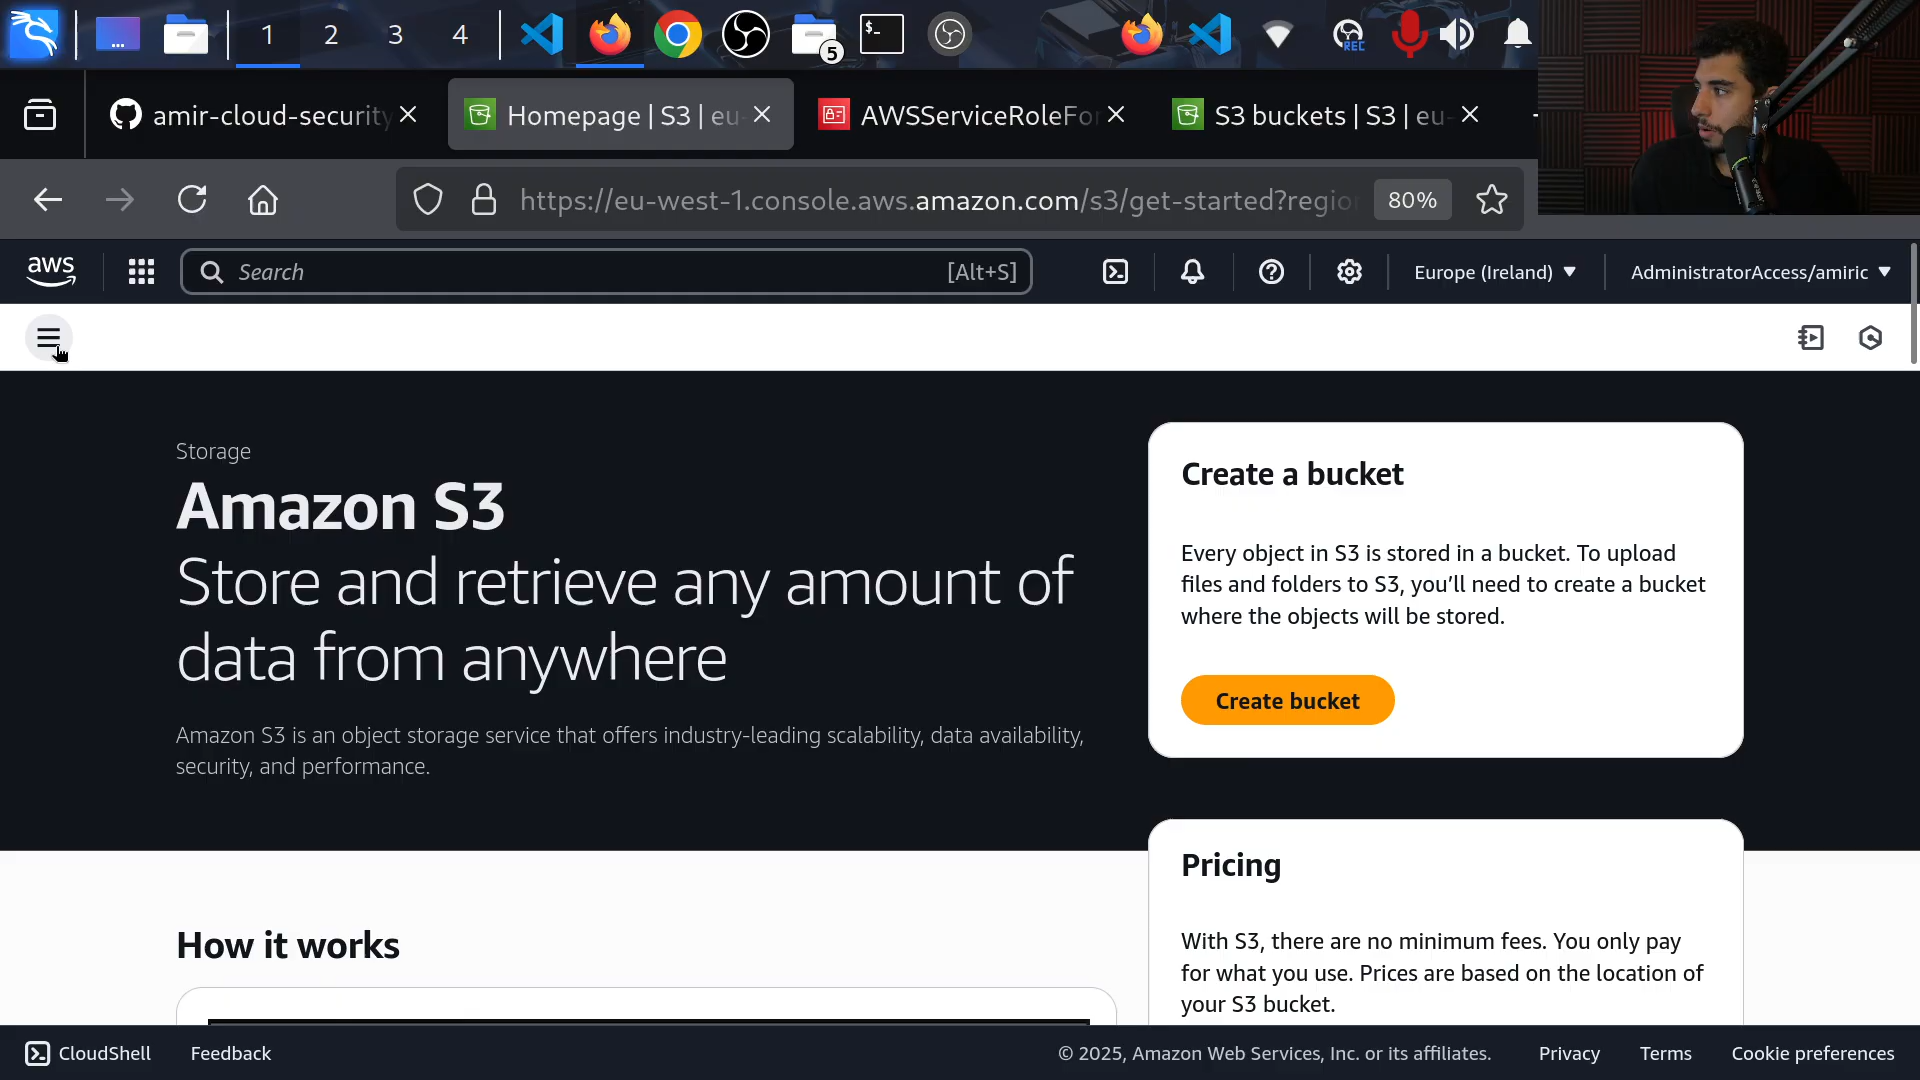 1 2 3 4
5
$-
REC
amir-cloud-security
Homepage | S3 | eu-
AWSServiceRoleFor
S3 buckets | S3 | eu-
https://eu-west-1.console.aws.amazon.com/s3/get-started?regio
80%
aws
Search
[Alt+S]
Europe (Ireland)
AdministratorAccess/amiric
Storage
Amazon S3
Store and retrieve any amount of
data from anywhere
Amazon S3 is an object storage service that offers industry-leading scalability, data availability,
security, and performance.
Create a bucket
Every object in S3 is stored in a bucket. To upload
files and folders to S3, you’ll need to create a bucket
where the objects will be stored.
Create bucket
Pricing
With S3, there are no minimum fees. You only pay
for what you use. Prices are based on the location of
your S3 bucket.
How it works
CloudShell
Feedback
© 2025, Amazon Web Services, Inc. or its affiliates.
Privacy
Terms
Cookie preferences